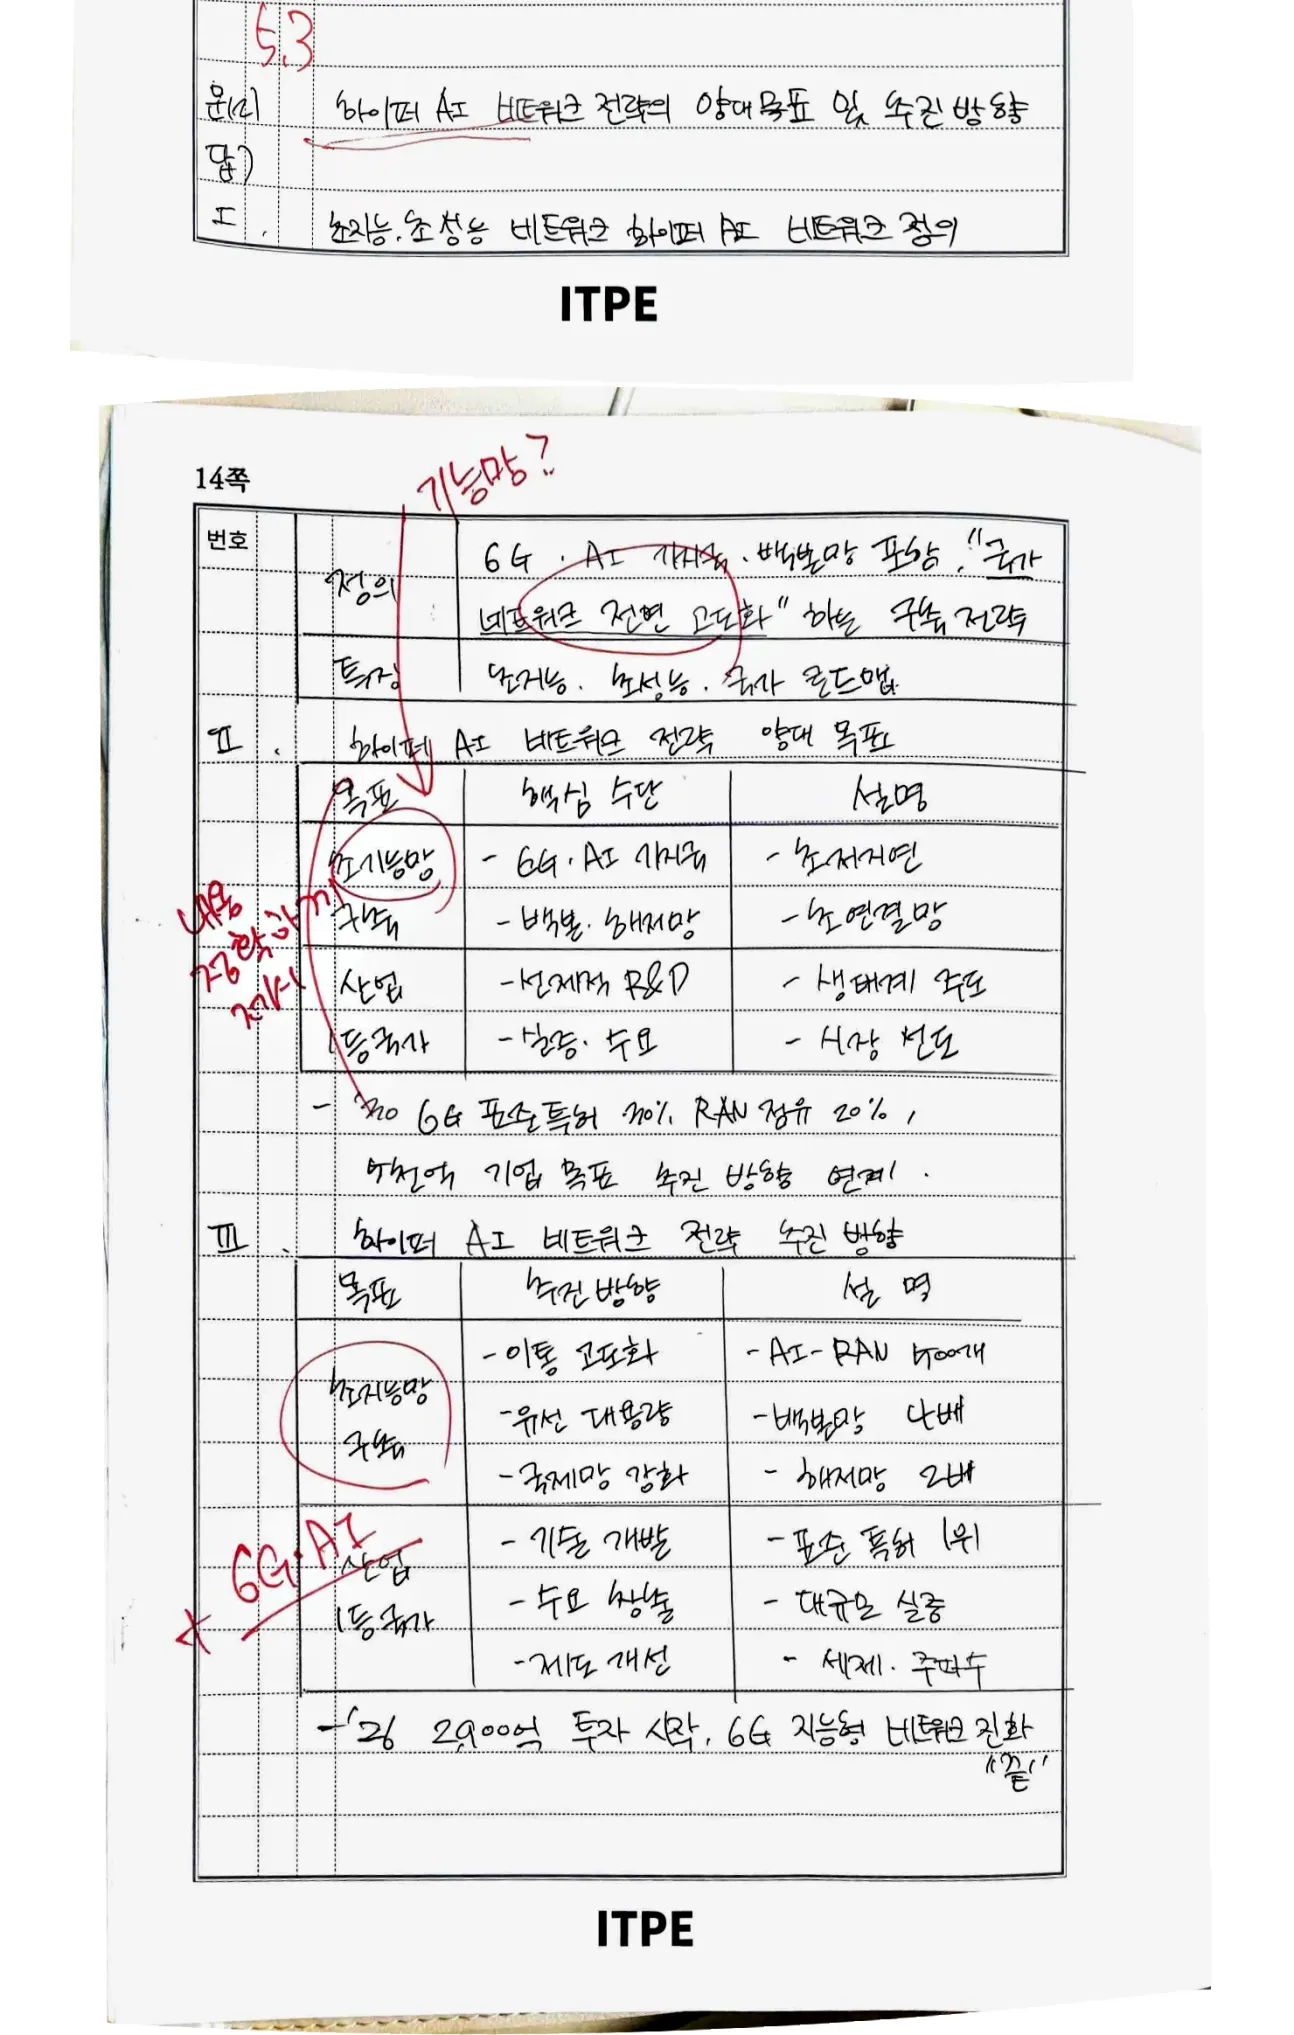 5.3
문11) 하이퍼 AI 네트워크 전략의 양대목표 및 추진방향
답)
I. 초지능.초성능 네트워크 하이퍼 AI 네트워크 정의
ITPE
14쪽
기능망?
번호
정의 6G . AI 기지국 . 백본망 포함, "국가
네트워크 전면 고도화" 하는 구축 전략
특징 초지능. 초성능. 국가 로드맵
II. 하이퍼 AI 네트워크 전략 양대 목표
목표 핵심 수단 설명
초기능망 - 6G.AI 기지국 - 초저지연
구축 - 백본. 해저망 - 초연결망
내용
정확하게
제시
산업 - 선제적 R&D - 생태계 주도
1등국가 - 실증. 수요 - 시장 선도
- '30 6G 표준특허 30% RAN 점유 20%,
수천억 기업 목표 추진 방향 연계.
III. 하이퍼 AI 네트워크 전략 추진 방향
목표 추진 방향 설 명
초지능망 - 이통 고도화 - AI-RAN 500개
구축 - 유선 대용량 - 백본망 4배
- 국제망 강화 - 해저망 2배
6G.AI
산업 - 기술 개발 - 표준 특허 1위
1등국가 - 수요 창출 - 대규모 실증
- 제도 개선 - 세제. 주파수
- '26 2,900억 투자 시작, 6G 지능형 네트워크 진화
"끝"
ITPE